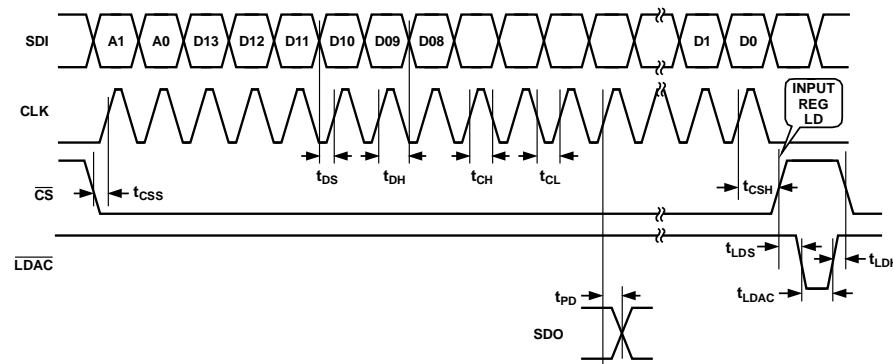 SDI A1 A0 D13 D12 D11 D10 D09 D08 D1 D0
INPUT
REG
LD
CLK
tDS tDH tCH tCL tCSH
CS tCSS
LDAC tLDS tLDH
tLDAC
tPD
SDO